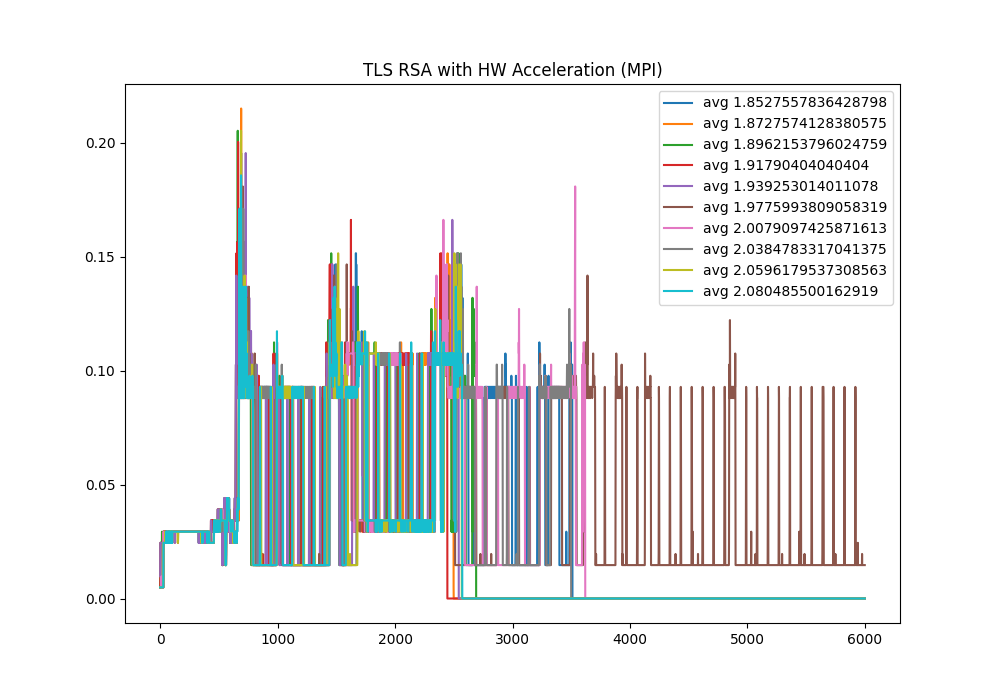 TLS RSA with HW Acceleration (MPI)
avg 1.8527557836428798
avg 1.8727574128380575
avg 1.8962153796024759
avg 1.91790404040404
avg 1.939253014011078
avg 1.9775993809058319
avg 2.0079097425871613
avg 2.0384783317041375
avg 2.0596179537308563
avg 2.080485500162919
0.20
0.15
0.10
0.05
0.00
0 1000 2000 3000 4000 5000 6000